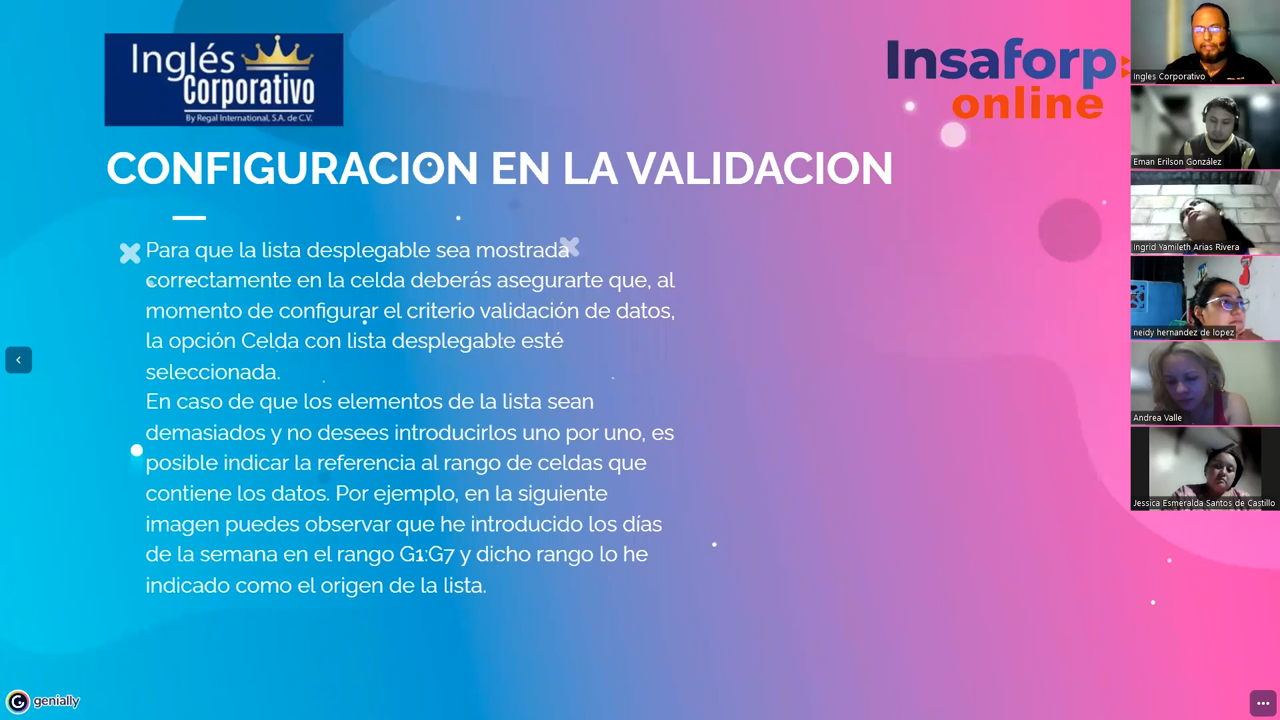 Inglés
Corporativo
By Regal International, S.A. de C.V.
Insaforp
online
CONFIGURACION EN LA VALIDACION
Para que la lista desplegable sea mostrada
correctamente en la celda deberás asegurarte que, al
momento de configurar el criterio validación de datos,
la opción Celda con lista desplegable esté
seleccionada.
En caso de que los elementos de la lista sean
demasiados y no desees introducirlos uno por uno, es
posible indicar la referencia al rango de celdas que
contiene los datos. Por ejemplo, en la siguiente
imagen puedes observar que he introducido los días
de la semana en el rango G1:G7 y dicho rango lo he
indicado como el origen de la lista.
genially
Ingles Corporativo
Eman Erilson González
Ingrid Yamileth Arias Rivera
neidy hernandez de lopez
Andrea Valle
Jessica Esmeralda Santos de Castillo